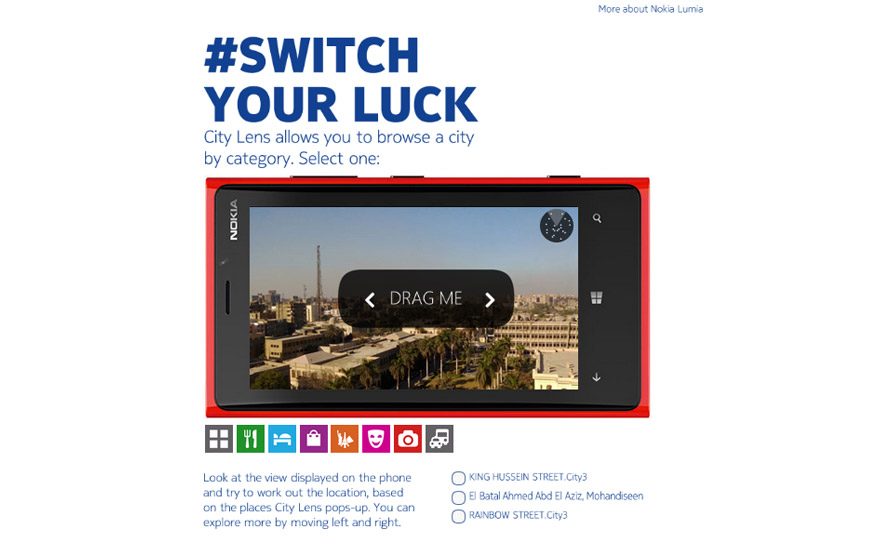 More about Nokia Lumia
#SWITCH
YOUR LUCK
City Lens allows you to browse a city
by category. Select one:
NOKIA
DRAG ME
Look at the view displayed on the phone
and try to work out the location, based
on the places City Lens pops-up. You can
explore more by moving left and right.
KING HUSSEIN STREET.City3
El Batal Ahmed Abd El Aziz, Mohandiseen
RAINBOW STREET.City3